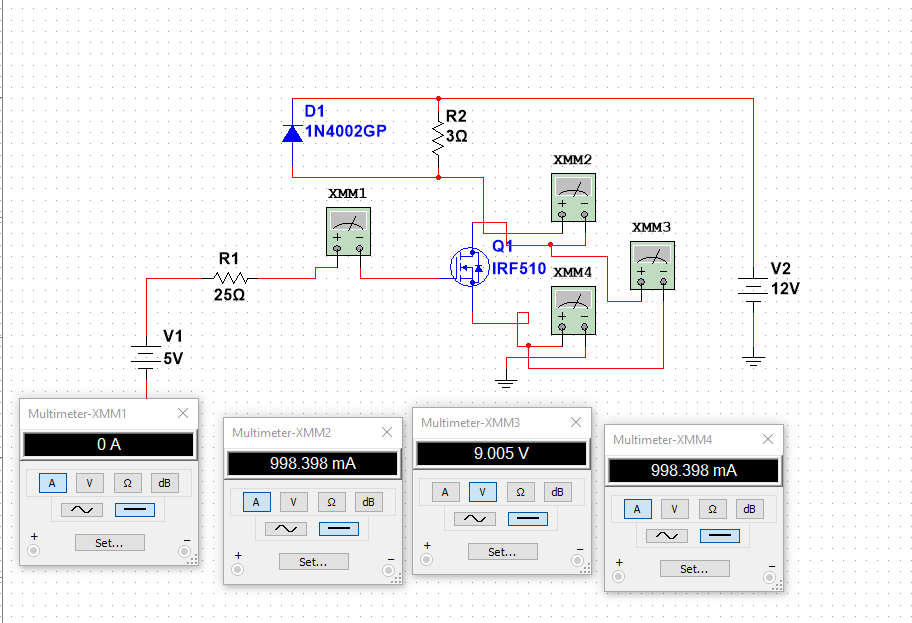 D1
1N4002GP
R2
3Ω
XMM2
XMM1
XMM3
Q1
IRF510
R1
25Ω
XMM4
V2
12V
V1
5V
Multimeter-XMM1
0 A
A V Ω dB
+ −
Set...
Multimeter-XMM2
998.398 mA
A V Ω dB
+ −
Set...
Multimeter-XMM3
9.005 V
A V Ω dB
+ −
Set...
Multimeter-XMM4
998.398 mA
A V Ω dB
+ −
Set...